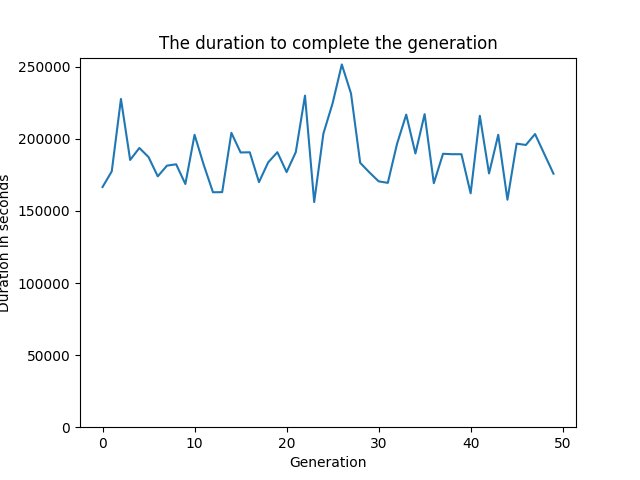 The duration to complete the generation
250000
200000
150000
100000
50000
0
Duration in seconds
0 10 20 30 40 50
Generation